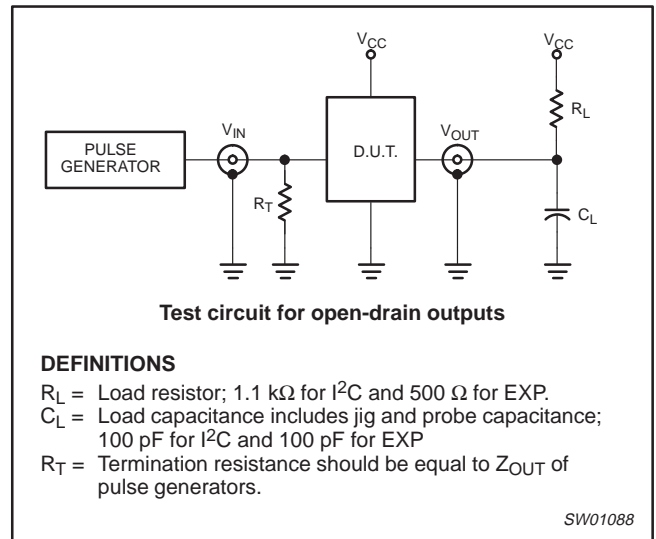 VCC
VCC
RL
VIN
VOUT
PULSE
GENERATOR
D.U.T.
RT
CL
Test circuit for open-drain outputs
DEFINITIONS
RL = Load resistor; 1.1 kΩ for I²C and 500 Ω for EXP.
CL = Load capacitance includes jig and probe capacitance;
100 pF for I²C and 100 pF for EXP
RT = Termination resistance should be equal to ZOUT of
pulse generators.
SW01088